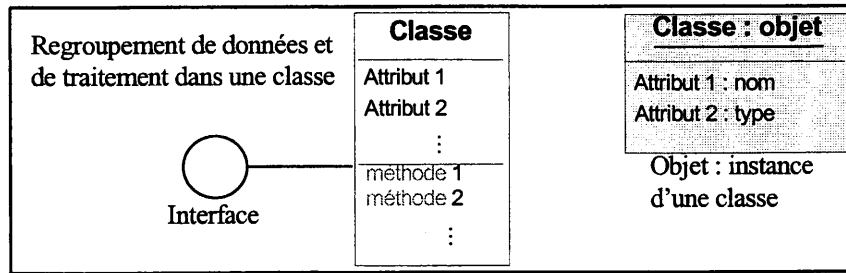 Regroupement de données et
de traitement dans une classe
Interface
Classe
Attribut 1
Attribut 2
⋮
méthode 1
méthode 2
⋮
Classe : objet
Attribut 1 : nom
Attribut 2 : type
Objet : instance
d'une classe